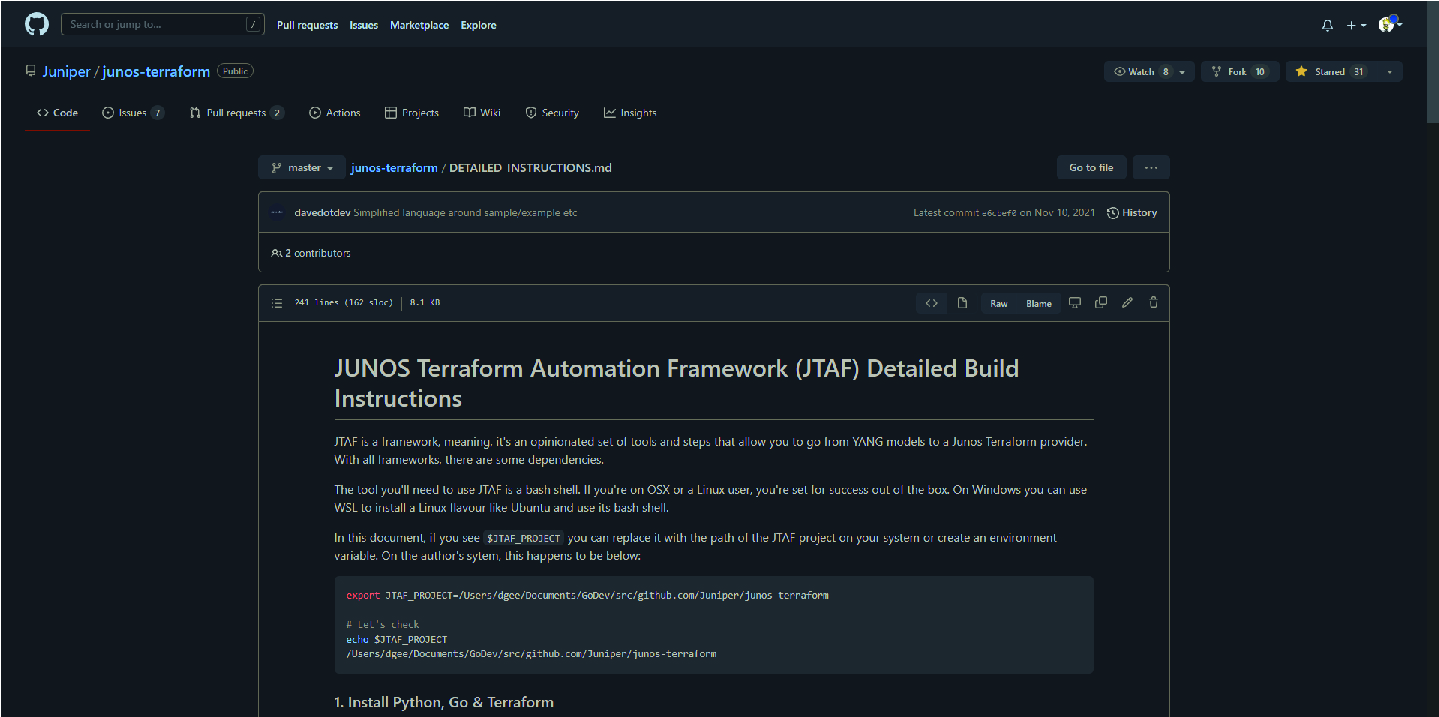 Search or jump to... /
Pull requests Issues Marketplace Explore
Juniper / junos-terraform Public
Watch 8 Fork 10 Starred 31
Code Issues 7 Pull requests 2 Actions Projects Wiki Security Insights
master junos-terraform / DETAILED_INSTRUCTIONS.md Go to file ...
davedotdev Simplified language around sample/example etc Latest commit on Nov 10, 2021 History
2 contributors
241 lines (162 sloc) 8.1 KB <> Raw Blame
JUNOS Terraform Automation Framework (JTAF) Detailed Build
Instructions
JTAF is a framework, meaning, it's an opinionated set of tools and steps that allow you to go from YANG models to a Junos Terraform provider.
With all frameworks, there are some dependencies.
The tool you'll need to use JTAF is a bash shell. If you're on OSX or a Linux user, you're set for success out of the box. On Windows you can use
WSL to install a Linux flavour like Ubuntu and use its bash shell.
In this document, if you see $JTAF_PROJECT you can replace it with the path of the JTAF project on your system or create an environment
variable. On the author's sytem, this happens to be below:
export JTAF_PROJECT=/Users/dgee/Documents/GoDev/src/github.com/Juniper/junos-terraform
# Let's check
echo $JTAF_PROJECT
/Users/dgee/Documents/GoDev/src/github.com/Juniper/junos-terraform
1. Install Python, Go & Terraform